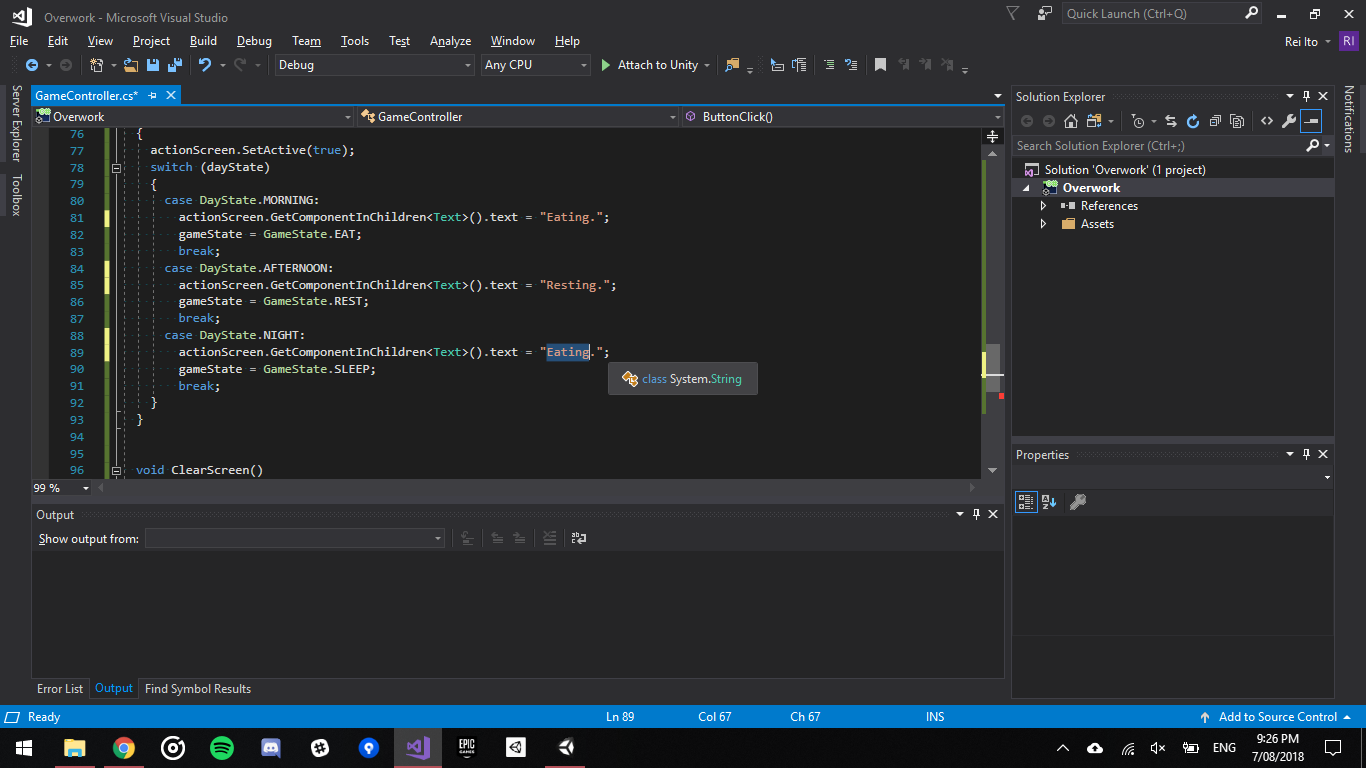 Overwork - Microsoft Visual Studio
Quick Launch (Ctrl+Q)
File Edit View Project Build Debug Team Tools Test Analyze Window Help
Rei Ito RI
Debug Any CPU Attach to Unity
Server Explorer
Toolbox
GameController.cs*
Overwork GameController ButtonClick()
76 {
77 actionScreen.SetActive(true);
78 switch (dayState)
79 {
80 case DayState.MORNING:
81 actionScreen.GetComponentInChildren<Text>().text = "Eating.";
82 gameState = GameState.EAT;
83 break;
84 case DayState.AFTERNOON:
85 actionScreen.GetComponentInChildren<Text>().text = "Resting.";
86 gameState = GameState.REST;
87 break;
88 case DayState.NIGHT:
89 actionScreen.GetComponentInChildren<Text>().text = "Eating.";
90 gameState = GameState.SLEEP;
class System.String
91 break;
92 }
93 }
94
95
96 void ClearScreen()
99 %
Output
Show output from:
Error List Output Find Symbol Results
Solution Explorer
Search Solution Explorer (Ctrl+;)
Solution 'Overwork' (1 project)
Overwork
References
Assets
Properties
Notifications
Ready Ln 89 Col 67 Ch 67 INS Add to Source Control
EPIC GAMES
ENG
9:26 PM
7/08/2018